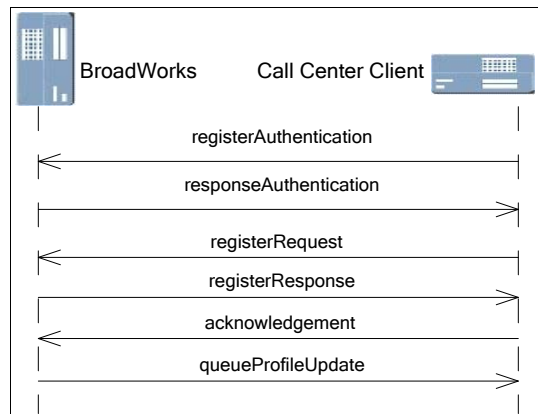 BroadWorks
Call Center Client
registerAuthentication
responseAuthentication
registerRequest
registerResponse
acknowledgement
queueProfileUpdate